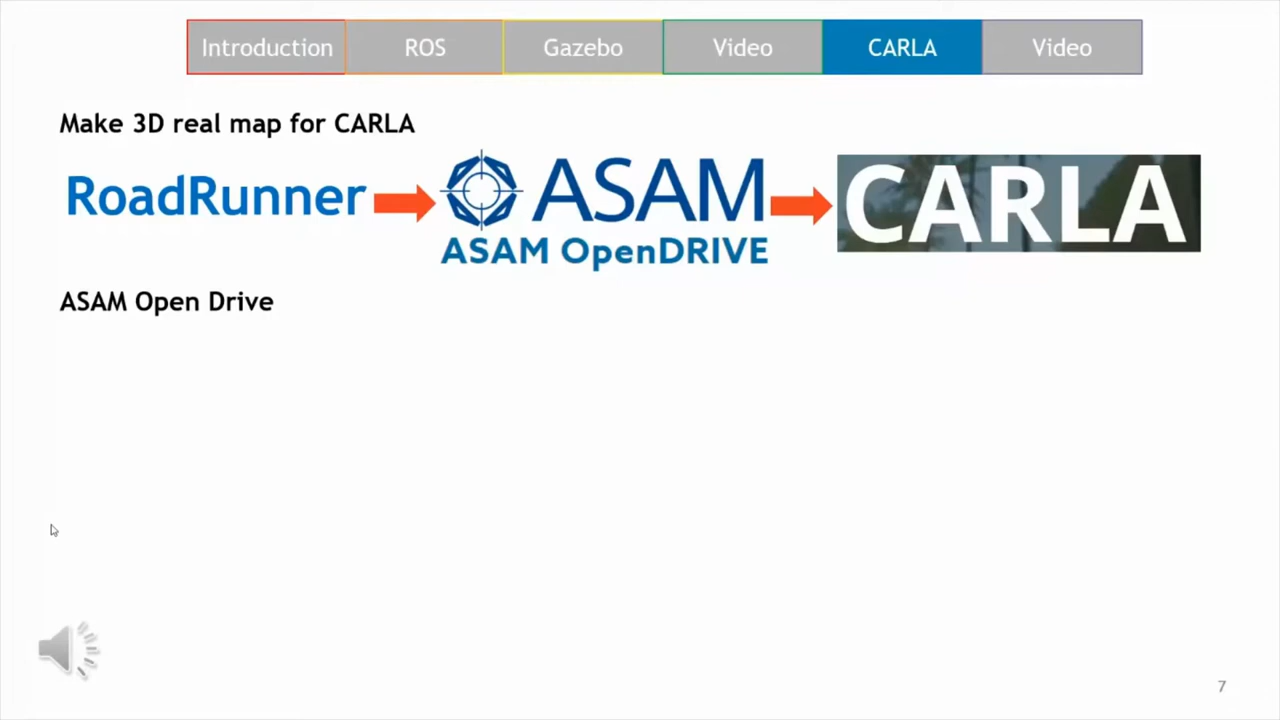 Introduction ROS Gazebo Video CARLA Video
Make 3D real map for CARLA
RoadRunner ASAM CARLA
ASAM OpenDRIVE
ASAM Open Drive
7